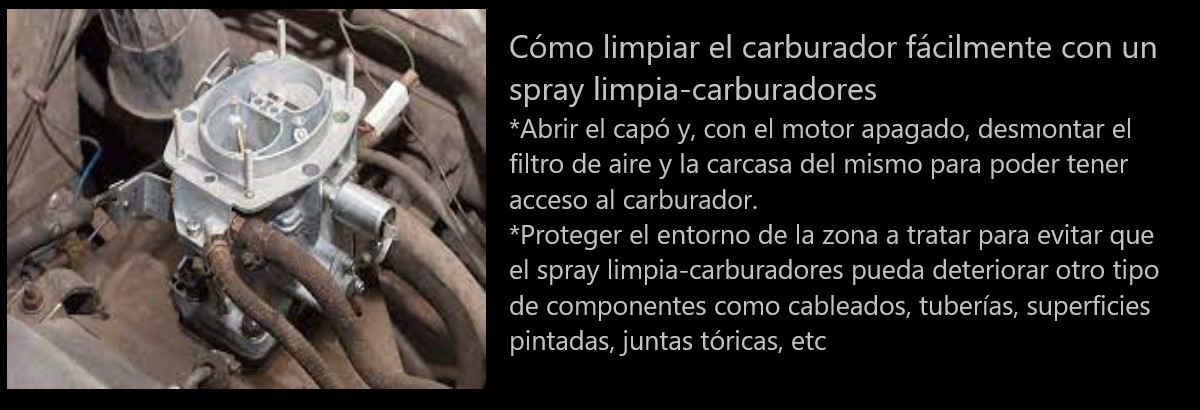 Cómo limpiar el carburador fácilmente con un
spray limpia-carburadores
*Abrir el capó y, con el motor apagado, desmontar el
filtro de aire y la carcasa del mismo para poder tener
acceso al carburador.
*Proteger el entorno de la zona a tratar para evitar que
el spray limpia-carburadores pueda deteriorar otro tipo
de componentes como cableados, tuberías, superficies
pintadas, juntas tóricas, etc